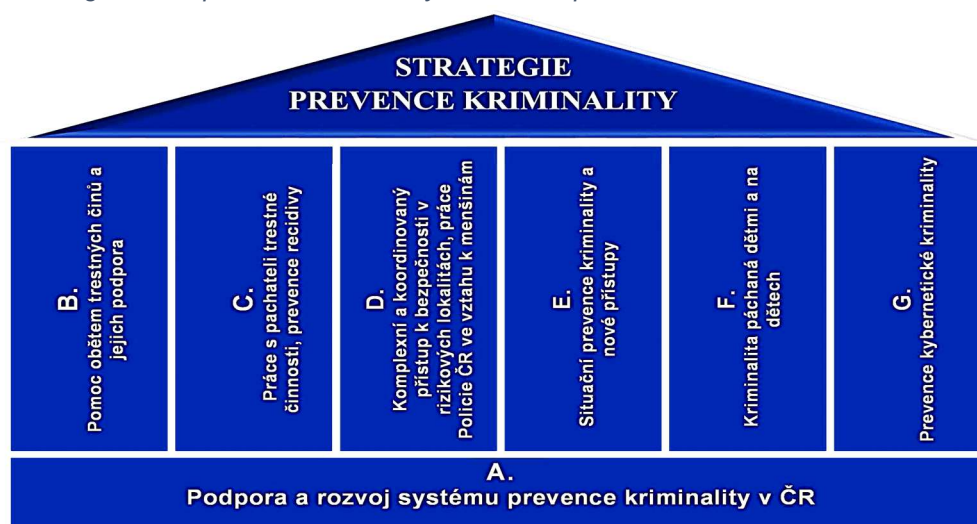 STRATEGIE
PREVENCE KRIMINALITY
B.
Pomoc obětem trestných činů a
jejich podpora
C.
Práce s pachateli trestné
činnosti, prevence recidivy
D.
Komplexní a koordinovaný
přístup k bezpečnosti v
rizikových lokalitách, práce
Policie ČR ve vztahu k menšinám
E.
Situační prevence kriminality a
nové přístupy
F.
Kriminalita páchaná dětmi a na
dětech
G.
Prevence kybernetické kriminality
A.
Podpora a rozvoj systému prevence kriminality v ČR